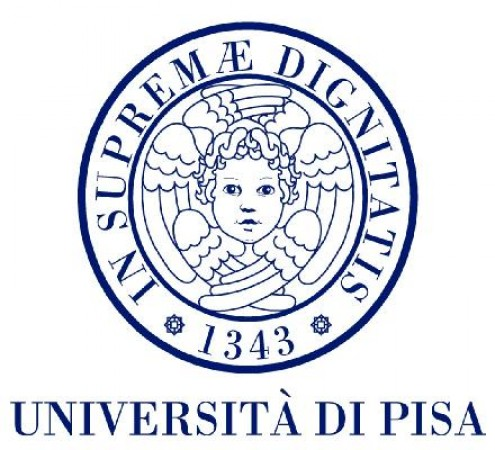 IN SUPREMÆ DIGNITATIS
1343
UNIVERSITÀ DI PISA